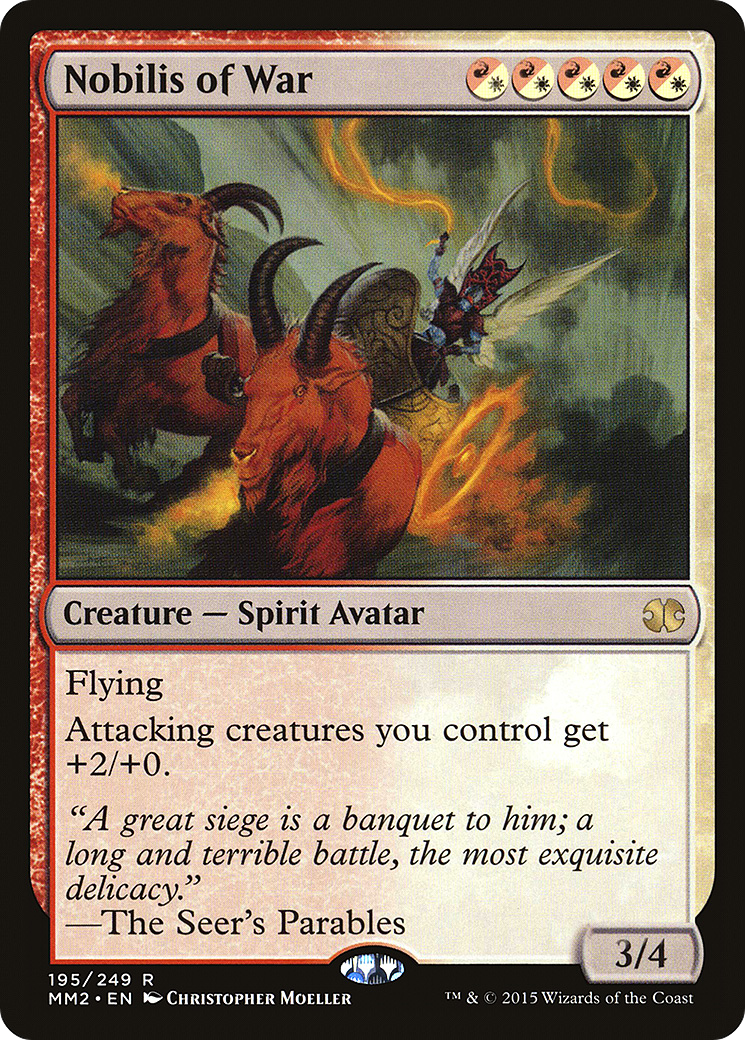 Nobilis of War
Creature — Spirit Avatar
Flying
Attacking creatures you control get
+2/+0.
“A great siege is a banquet to him; a
long and terrible battle, the most exquisite
delicacy.”
—The Seer’s Parables
3/4
195/249 R
MM2 • EN Christopher Moeller
™ & © 2015 Wizards of the Coast